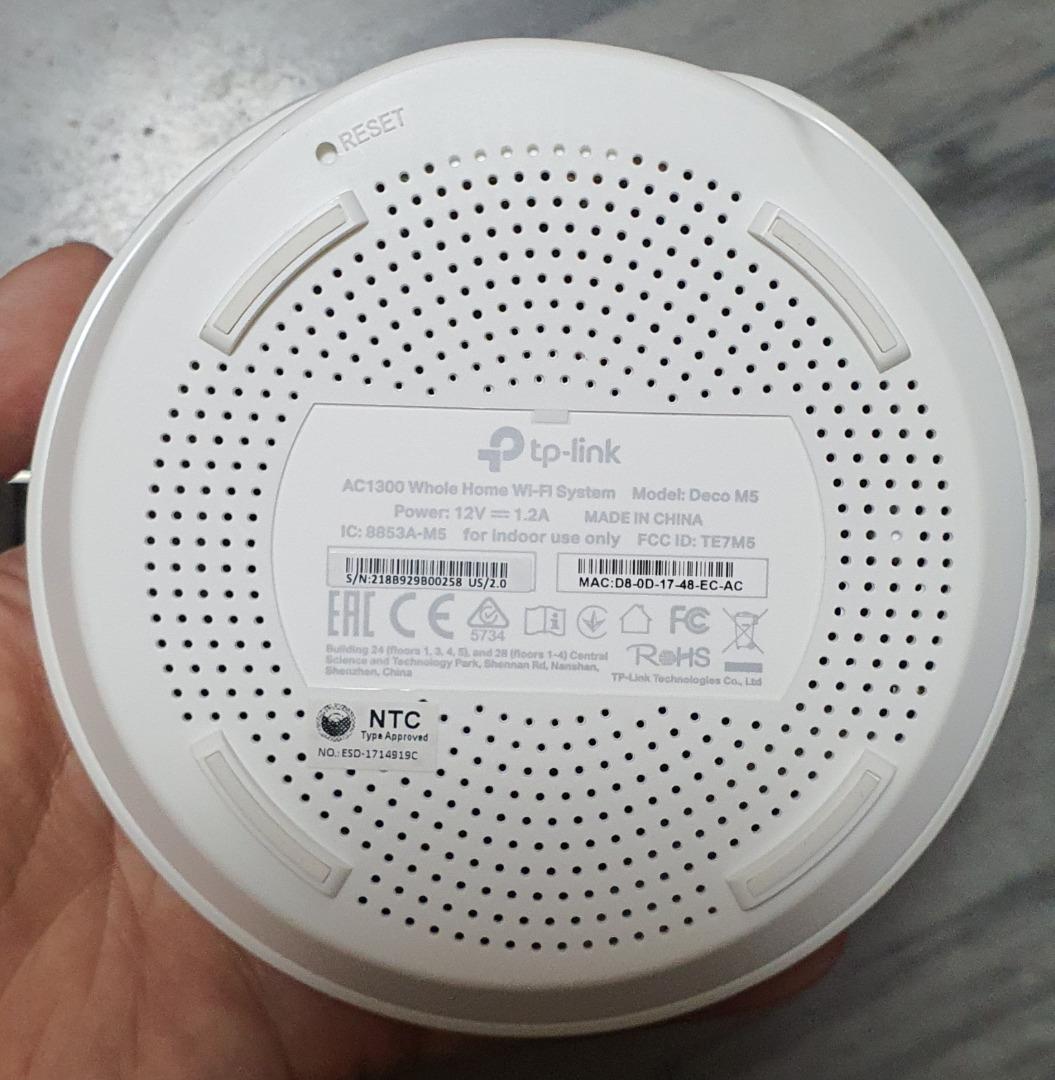 RESET
tp-link
AC1300 Whole Home Wi-Fi System Model: Deco M5
Power: 12V ⎓ 1.2A MADE IN CHINA
IC: 8853A-M5 for indoor use only FCC ID: TE7M5
S/N:218B929B00258 US/2.0
MAC:D8-0D-17-48-EC-AC
EAC CE 5734 FC
RoHS
Building 24 (floors 1, 3, 4, 5), and 28 (floors 1-4) Central
Science and Technology Park, Shennan Rd, Nanshan,
Shenzhen, China
TP-Link Technologies Co., Ltd
NTC
Type Approved
NO.: ESD-1714919C